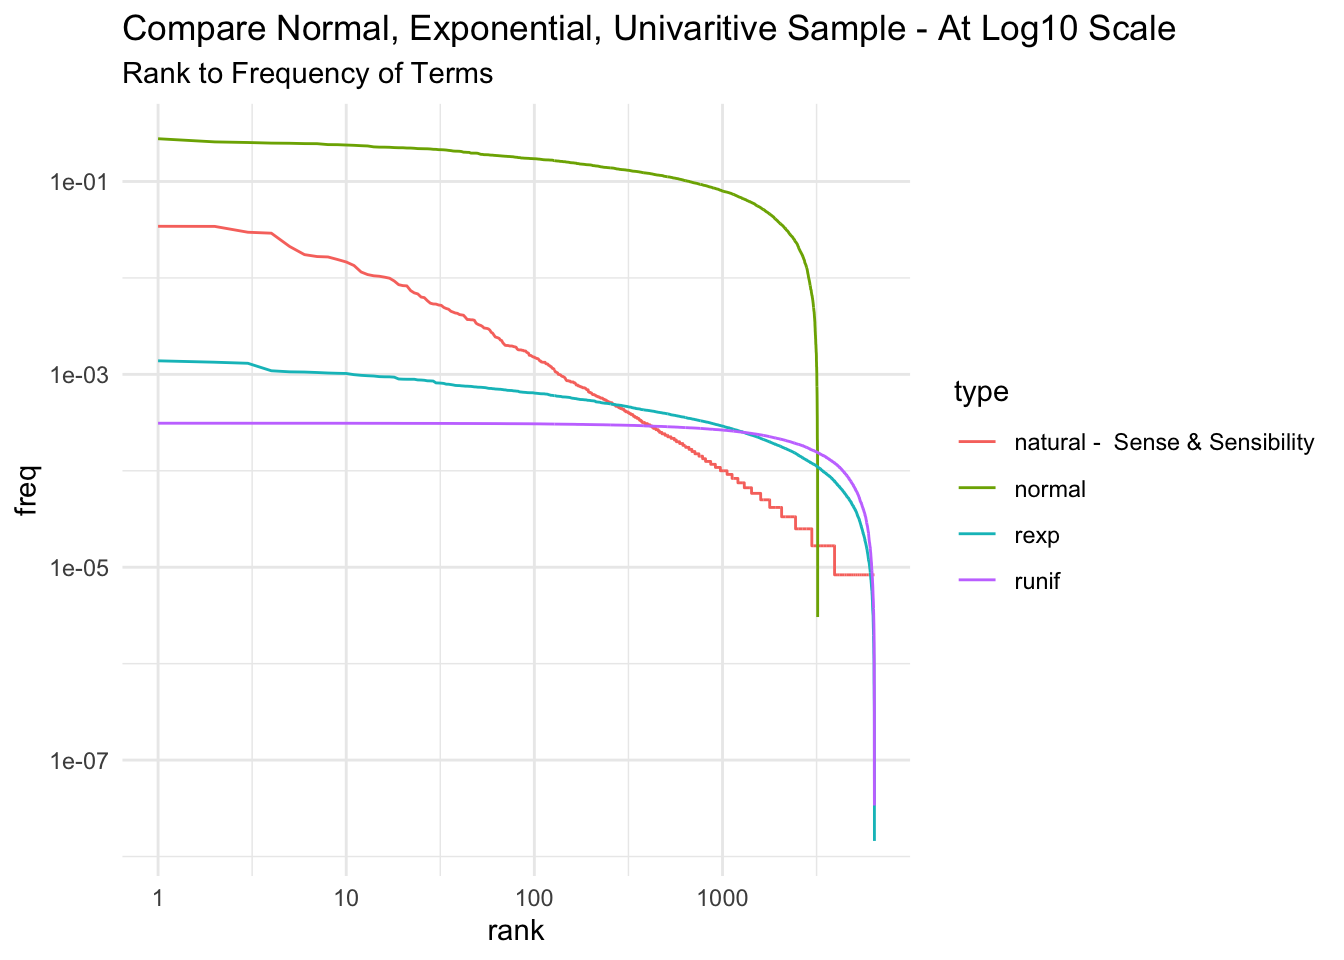 Compare Normal, Exponential, Univaritive Sample - At Log10 Scale
Rank to Frequency of Terms
freq
1e-01
1e-03
1e-05
1e-07
1 10 100 1000
rank
type
natural -  Sense & Sensibility
normal
rexp
runif